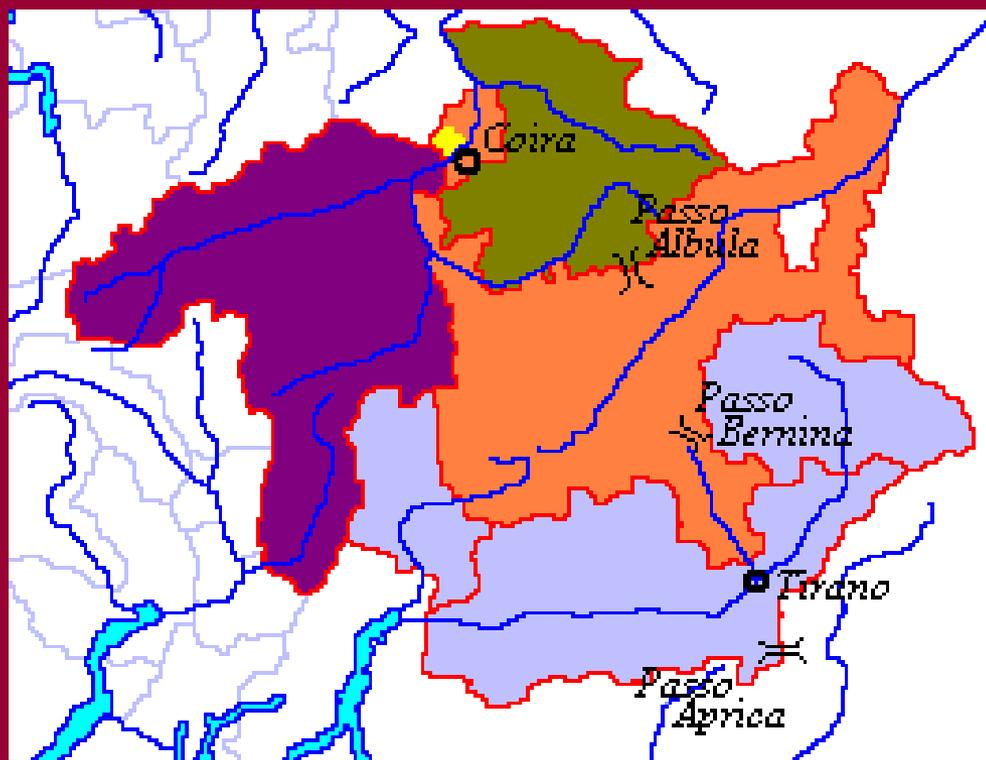 Coira
Passo
Albula
Passo
Bernina
Tirano
Passo
Aprica